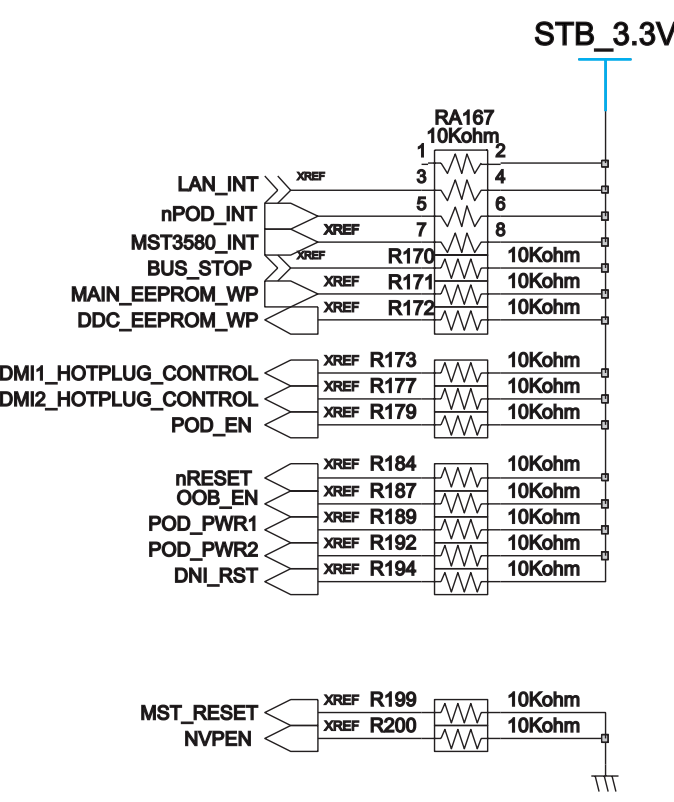 STB_3.3V
RA167
10Kohm
1 2
LAN_INT XREF 3 4
nPOD_INT 5 6
MST3580_INT XREF 7 8
BUS_STOP XREF R170 10Kohm
MAIN_EEPROM_WP XREF R171 10Kohm
DDC_EEPROM_WP XREF R172 10Kohm
DMI1_HOTPLUG_CONTROL XREF R173 10Kohm
DMI2_HOTPLUG_CONTROL XREF R177 10Kohm
POD_EN XREF R179 10Kohm
nRESET XREF R184 10Kohm
OOB_EN XREF R187 10Kohm
POD_PWR1 XREF R189 10Kohm
POD_PWR2 XREF R192 10Kohm
DNI_RST XREF R194 10Kohm
MST_RESET XREF R199 10Kohm
NVPEN XREF R200 10Kohm